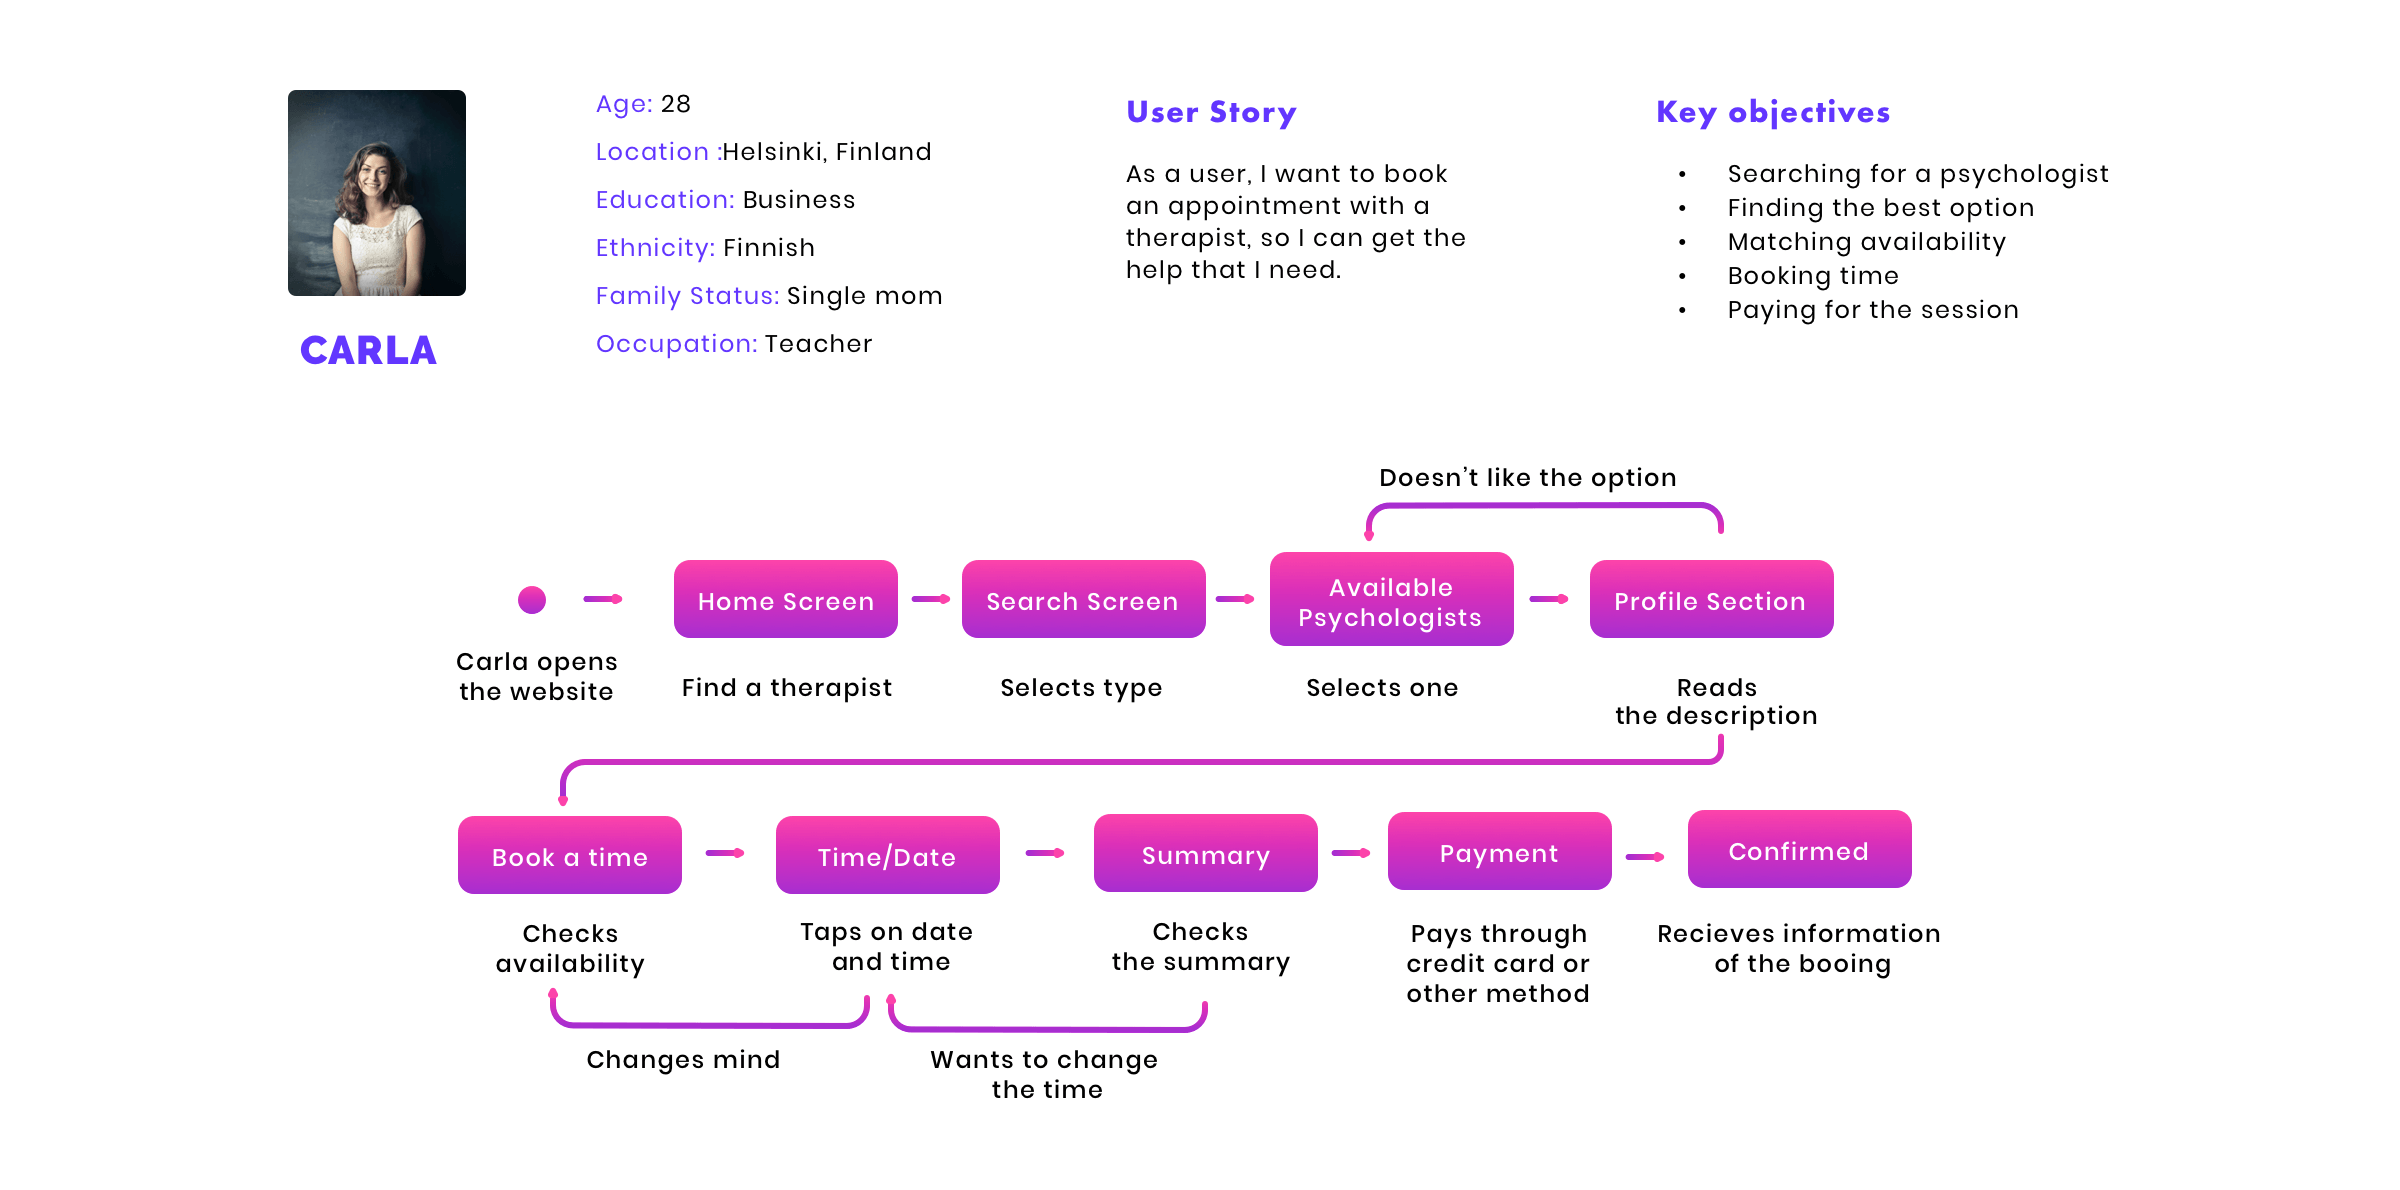 CARLA
Age: 28
Location :Helsinki, Finland
Education: Business
Ethnicity: Finnish
Family Status: Single mom
Occupation: Teacher
User Story
As a user, I want to book
an appointment with a
therapist, so I can get the
help that I need.
Key objectives
• Searching for a psychologist
• Finding the best option
• Matching availability
• Booking time
• Paying for the session
Doesn’t like the option
Home Screen
Search Screen
Available
Psychologists
Profile Section
Carla opens
the website
Find a therapist
Selects type
Selects one
Reads
the description
Book a time
Time/Date
Summary
Payment
Confirmed
Checks
availability
Taps on date
and time
Checks
the summary
Pays through
credit card or
other method
Recieves information
of the booing
Changes mind
Wants to change
the time